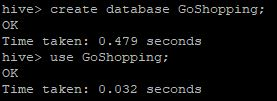 hive> create database GoShopping;
OK
Time taken: 0.479 seconds
hive> use GoShopping;
OK
Time taken: 0.032 seconds